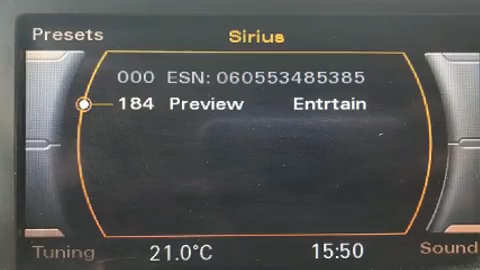 Presets Sirius
000 ESN: 060553485385
184 Preview Entrtain
Tuning 21.0°C 15:50 Sound